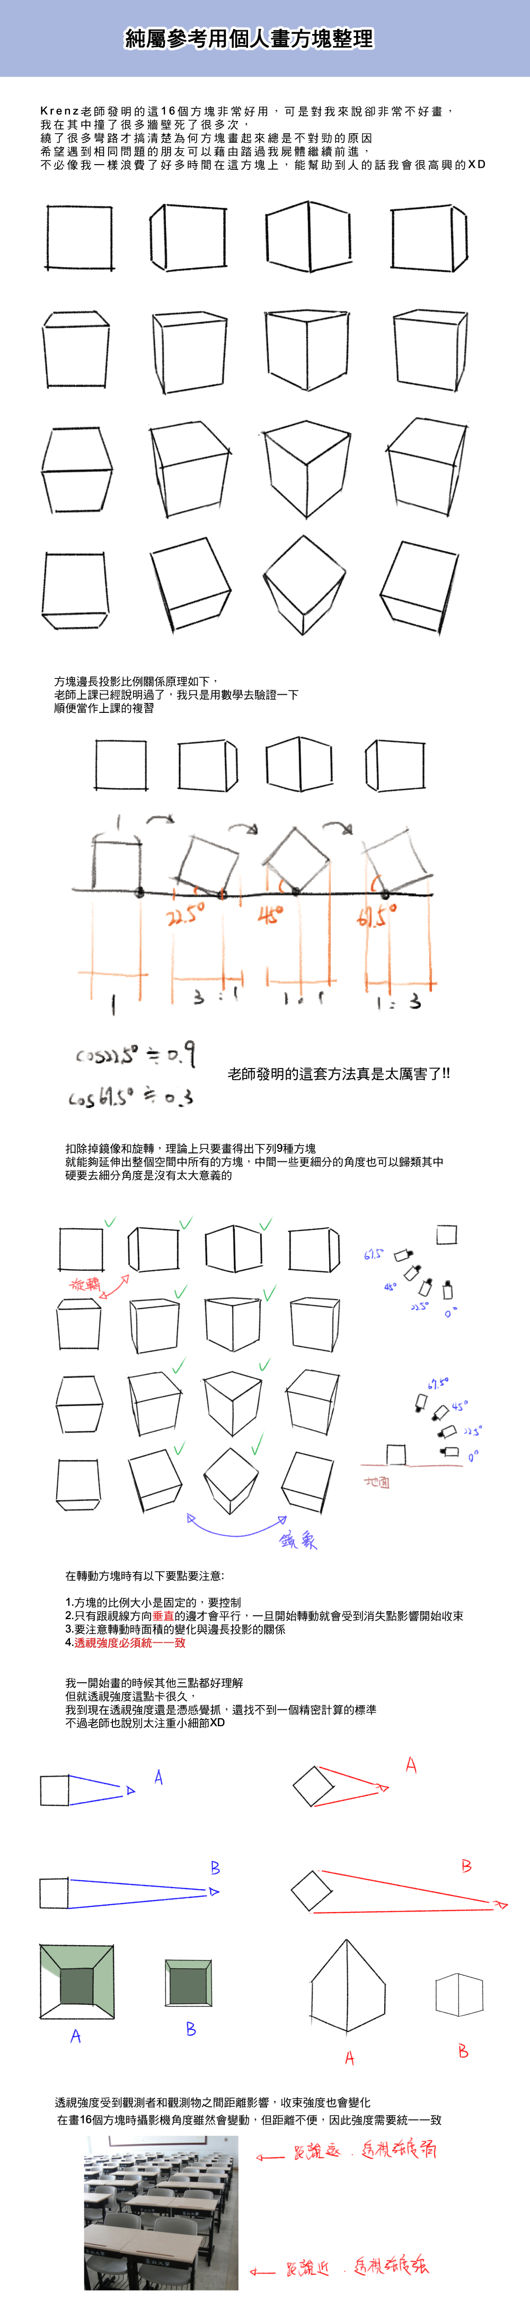 純屬參考用個人畫方塊整理
Krenz老師發明的這16個方塊非常好用，可是對我來說卻非常不好畫，
我在其中撞了很多牆壁死了很多次，
繞了很多彎路才搞清楚為何方塊畫起來總是不對勁的原因
希望遇到相同問題的朋友可以藉由踏過我屍體繼續前進，
不必像我一樣浪費了好多時間在這方塊上，能幫助到人的話我會很高興的XD
方塊邊長投影比例關係原理如下，
老師上課已經說明過了，我只是用數學去驗證一下
順便當作上課的複習
1
22.5° 45° 67.5°
1 3:1 1:1 1:3
cos22.5°≒0.9
cos67.5°≒0.3
老師發明的這套方法真是太厲害了!!
扣除掉鏡像和旋轉，理論上只要畫得出下列9種方塊
就能夠延伸出整個空間中所有的方塊，中間一些更細分的角度也可以歸類其中
硬要去細分角度是沒有太大意義的
旋轉
67.5°
45°
22.5°
0°
67.5°
45°
22.5°
0°
地面
鏡象
在轉動方塊時有以下要點要注意:
1.方塊的比例大小是固定的，要控制
2.只有跟視線方向垂直的邊才會平行，一旦開始轉動就會受到消失點影響開始收束
3.要注意轉動時面積的變化與邊長投影的關係
4.透視強度必須統一一致
我一開始畫的時候其他三點都好理解
但就透視強度這點卡很久，
我到現在透視強度還是憑感覺抓，還找不到一個精密計算的標準
不過老師也說別太注重小細節XD
A A
B B
A B A B
透視強度受到觀測者和觀測物之間距離影響，收束強度也會變化
在畫16個方塊時攝影機角度雖然會變動，但距離不便，因此強度需要統一一致
距離遠．透視強度弱
距離近．透視強度強